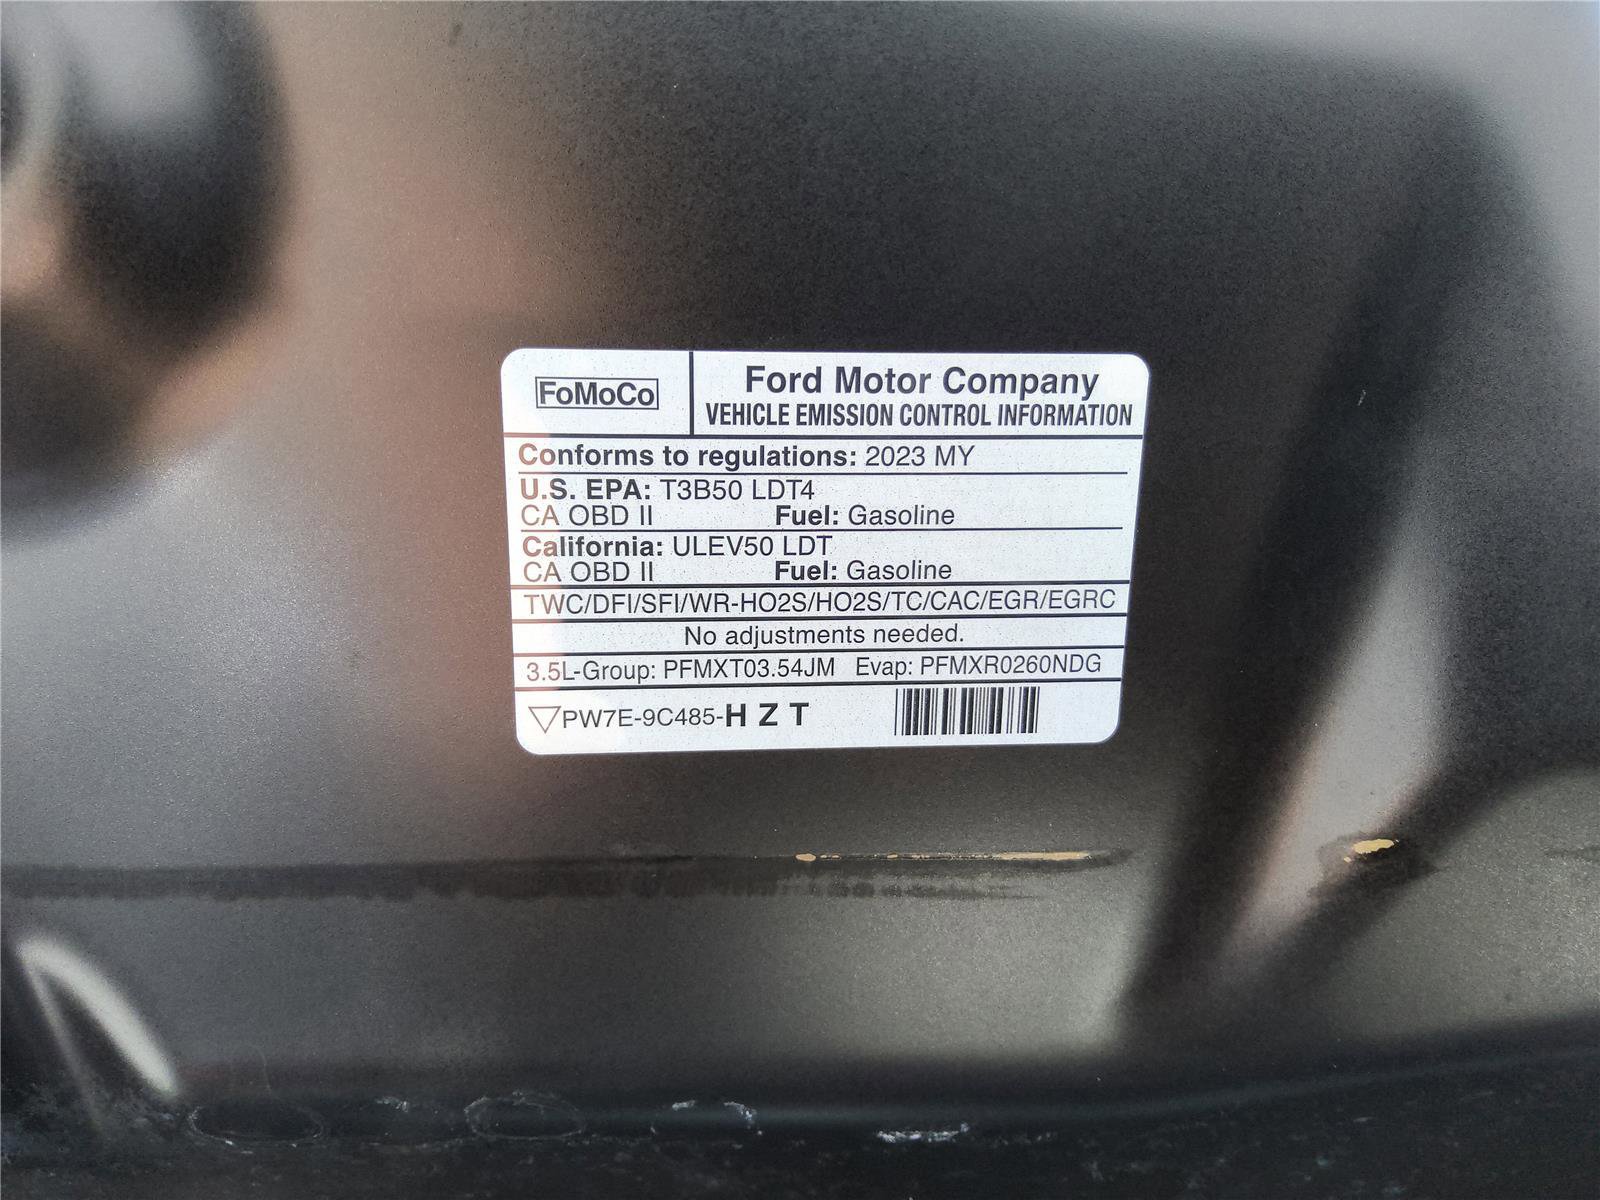 FoMoCo
Ford Motor Company
VEHICLE EMISSION CONTROL INFORMATION
Conforms to regulations: 2023 MY
U.S. EPA: T3B50 LDT4
CA OBD II Fuel: Gasoline
California: ULEV50 LDT
CA OBD II Fuel: Gasoline
TWC/DFI/SFI/WR-HO2S/HO2S/TC/CAC/EGR/EGRC
No adjustments needed.
3.5L-Group: PFMXT03.54JM Evap: PFMXR0260NDG
PW7E-9C485-H Z T